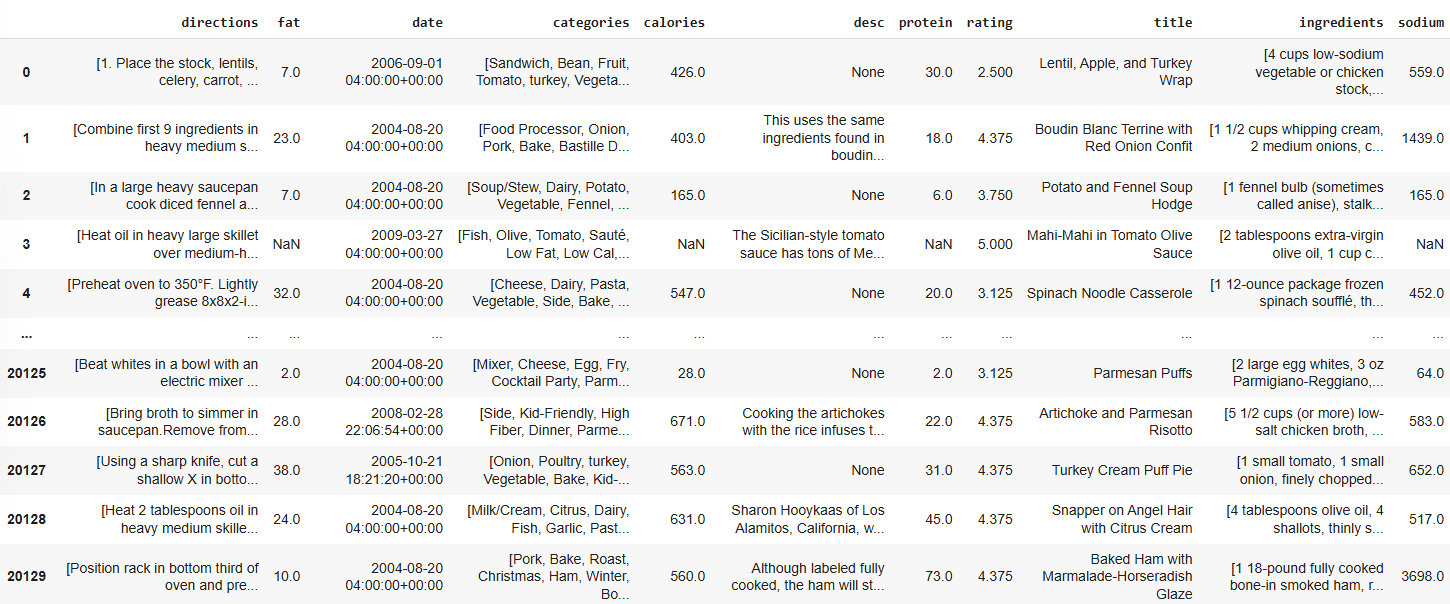 directions fat date categories calories desc protein rating title ingredients sodium
0 [1. Place the stock, lentils, celery, carrot, ... 7.0 2006-09-01 04:00:00+00:00 [Sandwich, Bean, Fruit, Tomato, turkey, Vegeta... 426.0 None 30.0 2.500 Lentil, Apple, and Turkey Wrap [4 cups low-sodium vegetable or chicken stock,... 559.0
1 [Combine first 9 ingredients in heavy medium s... 23.0 2004-08-20 04:00:00+00:00 [Food Processor, Onion, Pork, Bake, Bastille D... 403.0 This uses the same ingredients found in boudin... 18.0 4.375 Boudin Blanc Terrine with Red Onion Confit [1 1/2 cups whipping cream, 2 medium onions, c... 1439.0
2 [In a large heavy saucepan cook diced fennel a... 7.0 2004-08-20 04:00:00+00:00 [Soup/Stew, Dairy, Potato, Vegetable, Fennel, ... 165.0 None 6.0 3.750 Potato and Fennel Soup Hodge [1 fennel bulb (sometimes called anise), stalk... 165.0
3 [Heat oil in heavy large skillet over medium-h... NaN 2009-03-27 04:00:00+00:00 [Fish, Olive, Tomato, Sauté, Low Fat, Low Cal,... NaN The Sicilian-style tomato sauce has tons of Me... NaN 5.000 Mahi-Mahi in Tomato Olive Sauce [2 tablespoons extra-virgin olive oil, 1 cup c... NaN
4 [Preheat oven to 350°F. Lightly grease 8x8x2-i... 32.0 2004-08-20 04:00:00+00:00 [Cheese, Dairy, Pasta, Vegetable, Side, Bake, ... 547.0 None 20.0 3.125 Spinach Noodle Casserole [1 12-ounce package frozen spinach soufflé, th... 452.0
... ... ... ... ... ... ... ... ... ... ... ...
20125 [Beat whites in a bowl with an electric mixer ... 2.0 2004-08-20 04:00:00+00:00 [Mixer, Cheese, Egg, Fry, Cocktail Party, Parm... 28.0 None 2.0 3.125 Parmesan Puffs [2 large egg whites, 3 oz Parmigiano-Reggiano,... 64.0
20126 [Bring broth to simmer in saucepan.Remove from... 28.0 2008-02-28 22:06:54+00:00 [Side, Kid-Friendly, High Fiber, Dinner, Parme... 671.0 Cooking the artichokes with the rice infuses t... 22.0 4.375 Artichoke and Parmesan Risotto [5 1/2 cups (or more) low-salt chicken broth, ... 583.0
20127 [Using a sharp knife, cut a shallow X in botto... 38.0 2005-10-21 18:21:20+00:00 [Onion, Poultry, turkey, Vegetable, Bake, Kid-... 563.0 None 31.0 4.375 Turkey Cream Puff Pie [1 small tomato, 1 small onion, finely chopped... 652.0
20128 [Heat 2 tablespoons oil in heavy medium skille... 24.0 2004-08-20 04:00:00+00:00 [Milk/Cream, Citrus, Dairy, Fish, Garlic, Past... 631.0 Sharon Hooykaas of Los Alamitos, California, w... 45.0 4.375 Snapper on Angel Hair with Citrus Cream [4 tablespoons olive oil, 4 shallots, thinly s... 517.0
20129 [Position rack in bottom third of oven and pre... 10.0 2004-08-20 04:00:00+00:00 [Pork, Bake, Roast, Christmas, Ham, Winter, Bo... 560.0 Although labeled fully cooked, the ham will st... 73.0 4.375 Baked Ham with Marmalade-Horseradish Glaze [1 18-pound fully cooked bone-in smoked ham, r... 3698.0